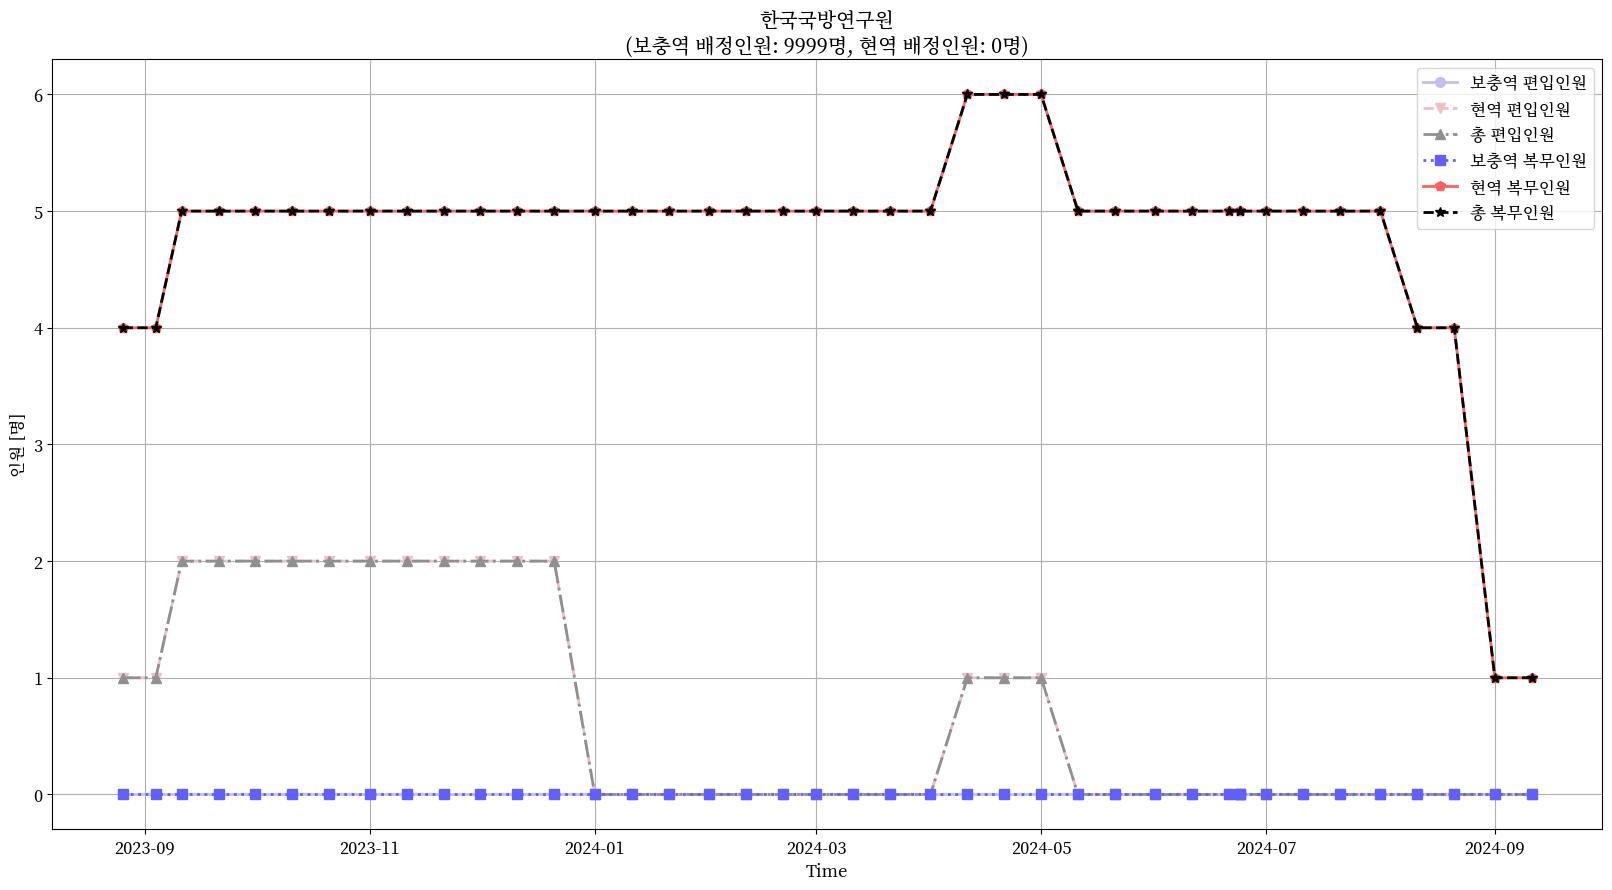 한국국방연구원
(보충역 배정인원: 9999명, 현역 배정인원: 0명)
보충역 편입인원
현역 편입인원
총 편입인원
보충역 복무인원
현역 복무인원
총 복무인원
인원 [명]
6
5
4
3
2
1
0
2023-09
2023-11
2024-01
2024-03
2024-05
2024-07
2024-09
Time